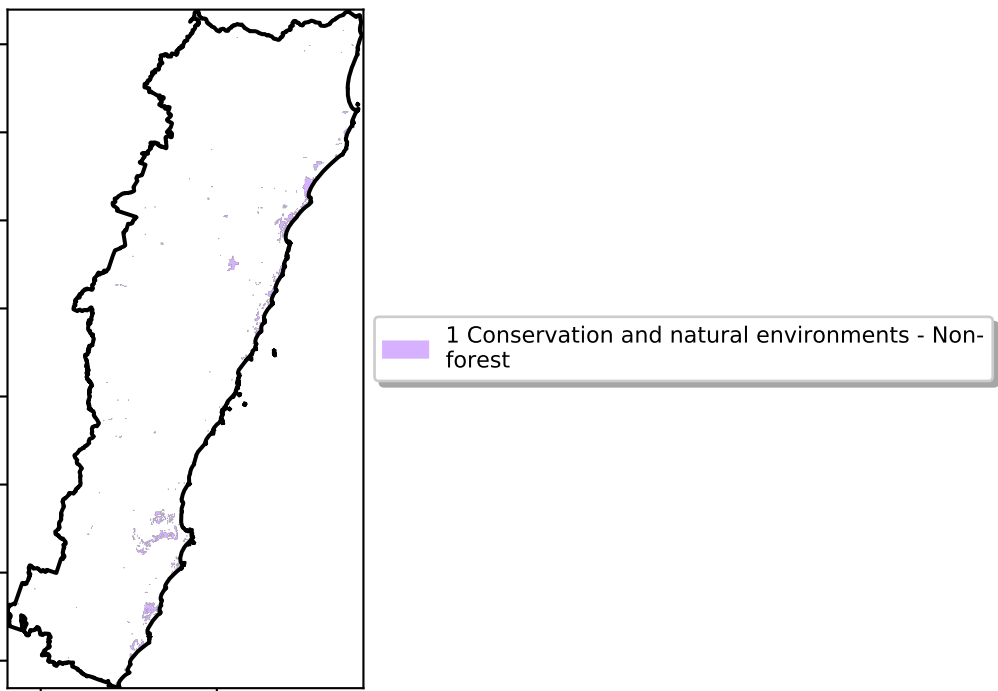 1 Conservation and natural environments - Non-
forest